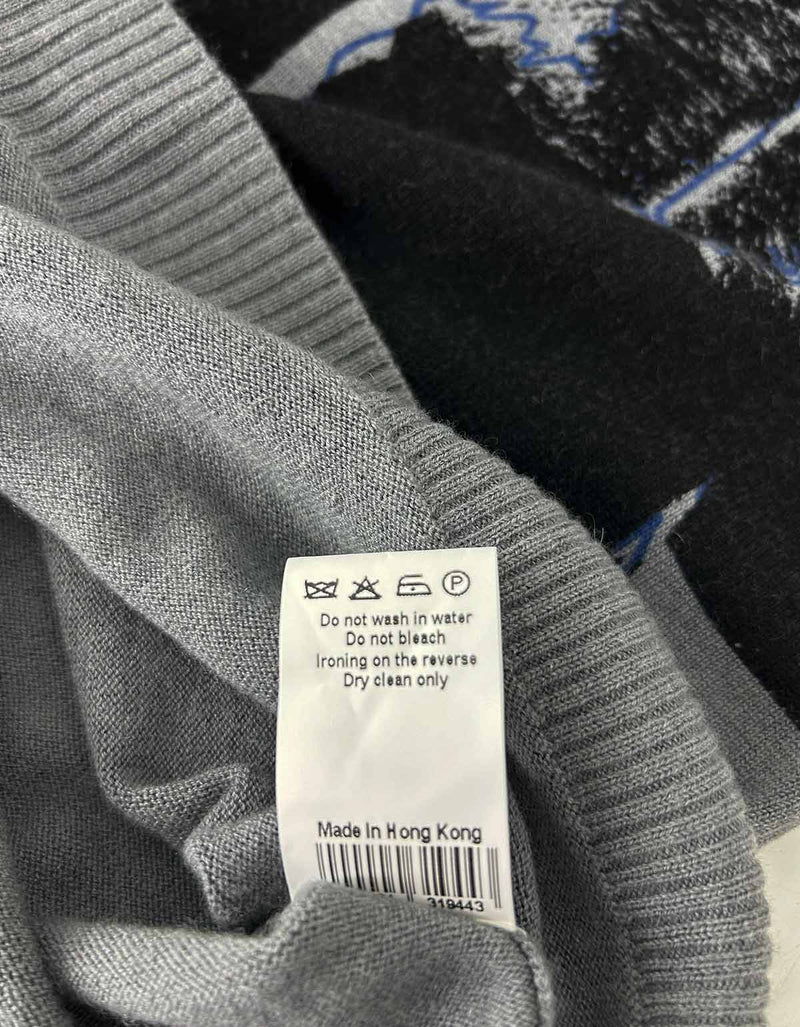 P
Do not wash in water
Do not bleach
Ironing on the reverse
Dry clean only
Made In Hong Kong
319443